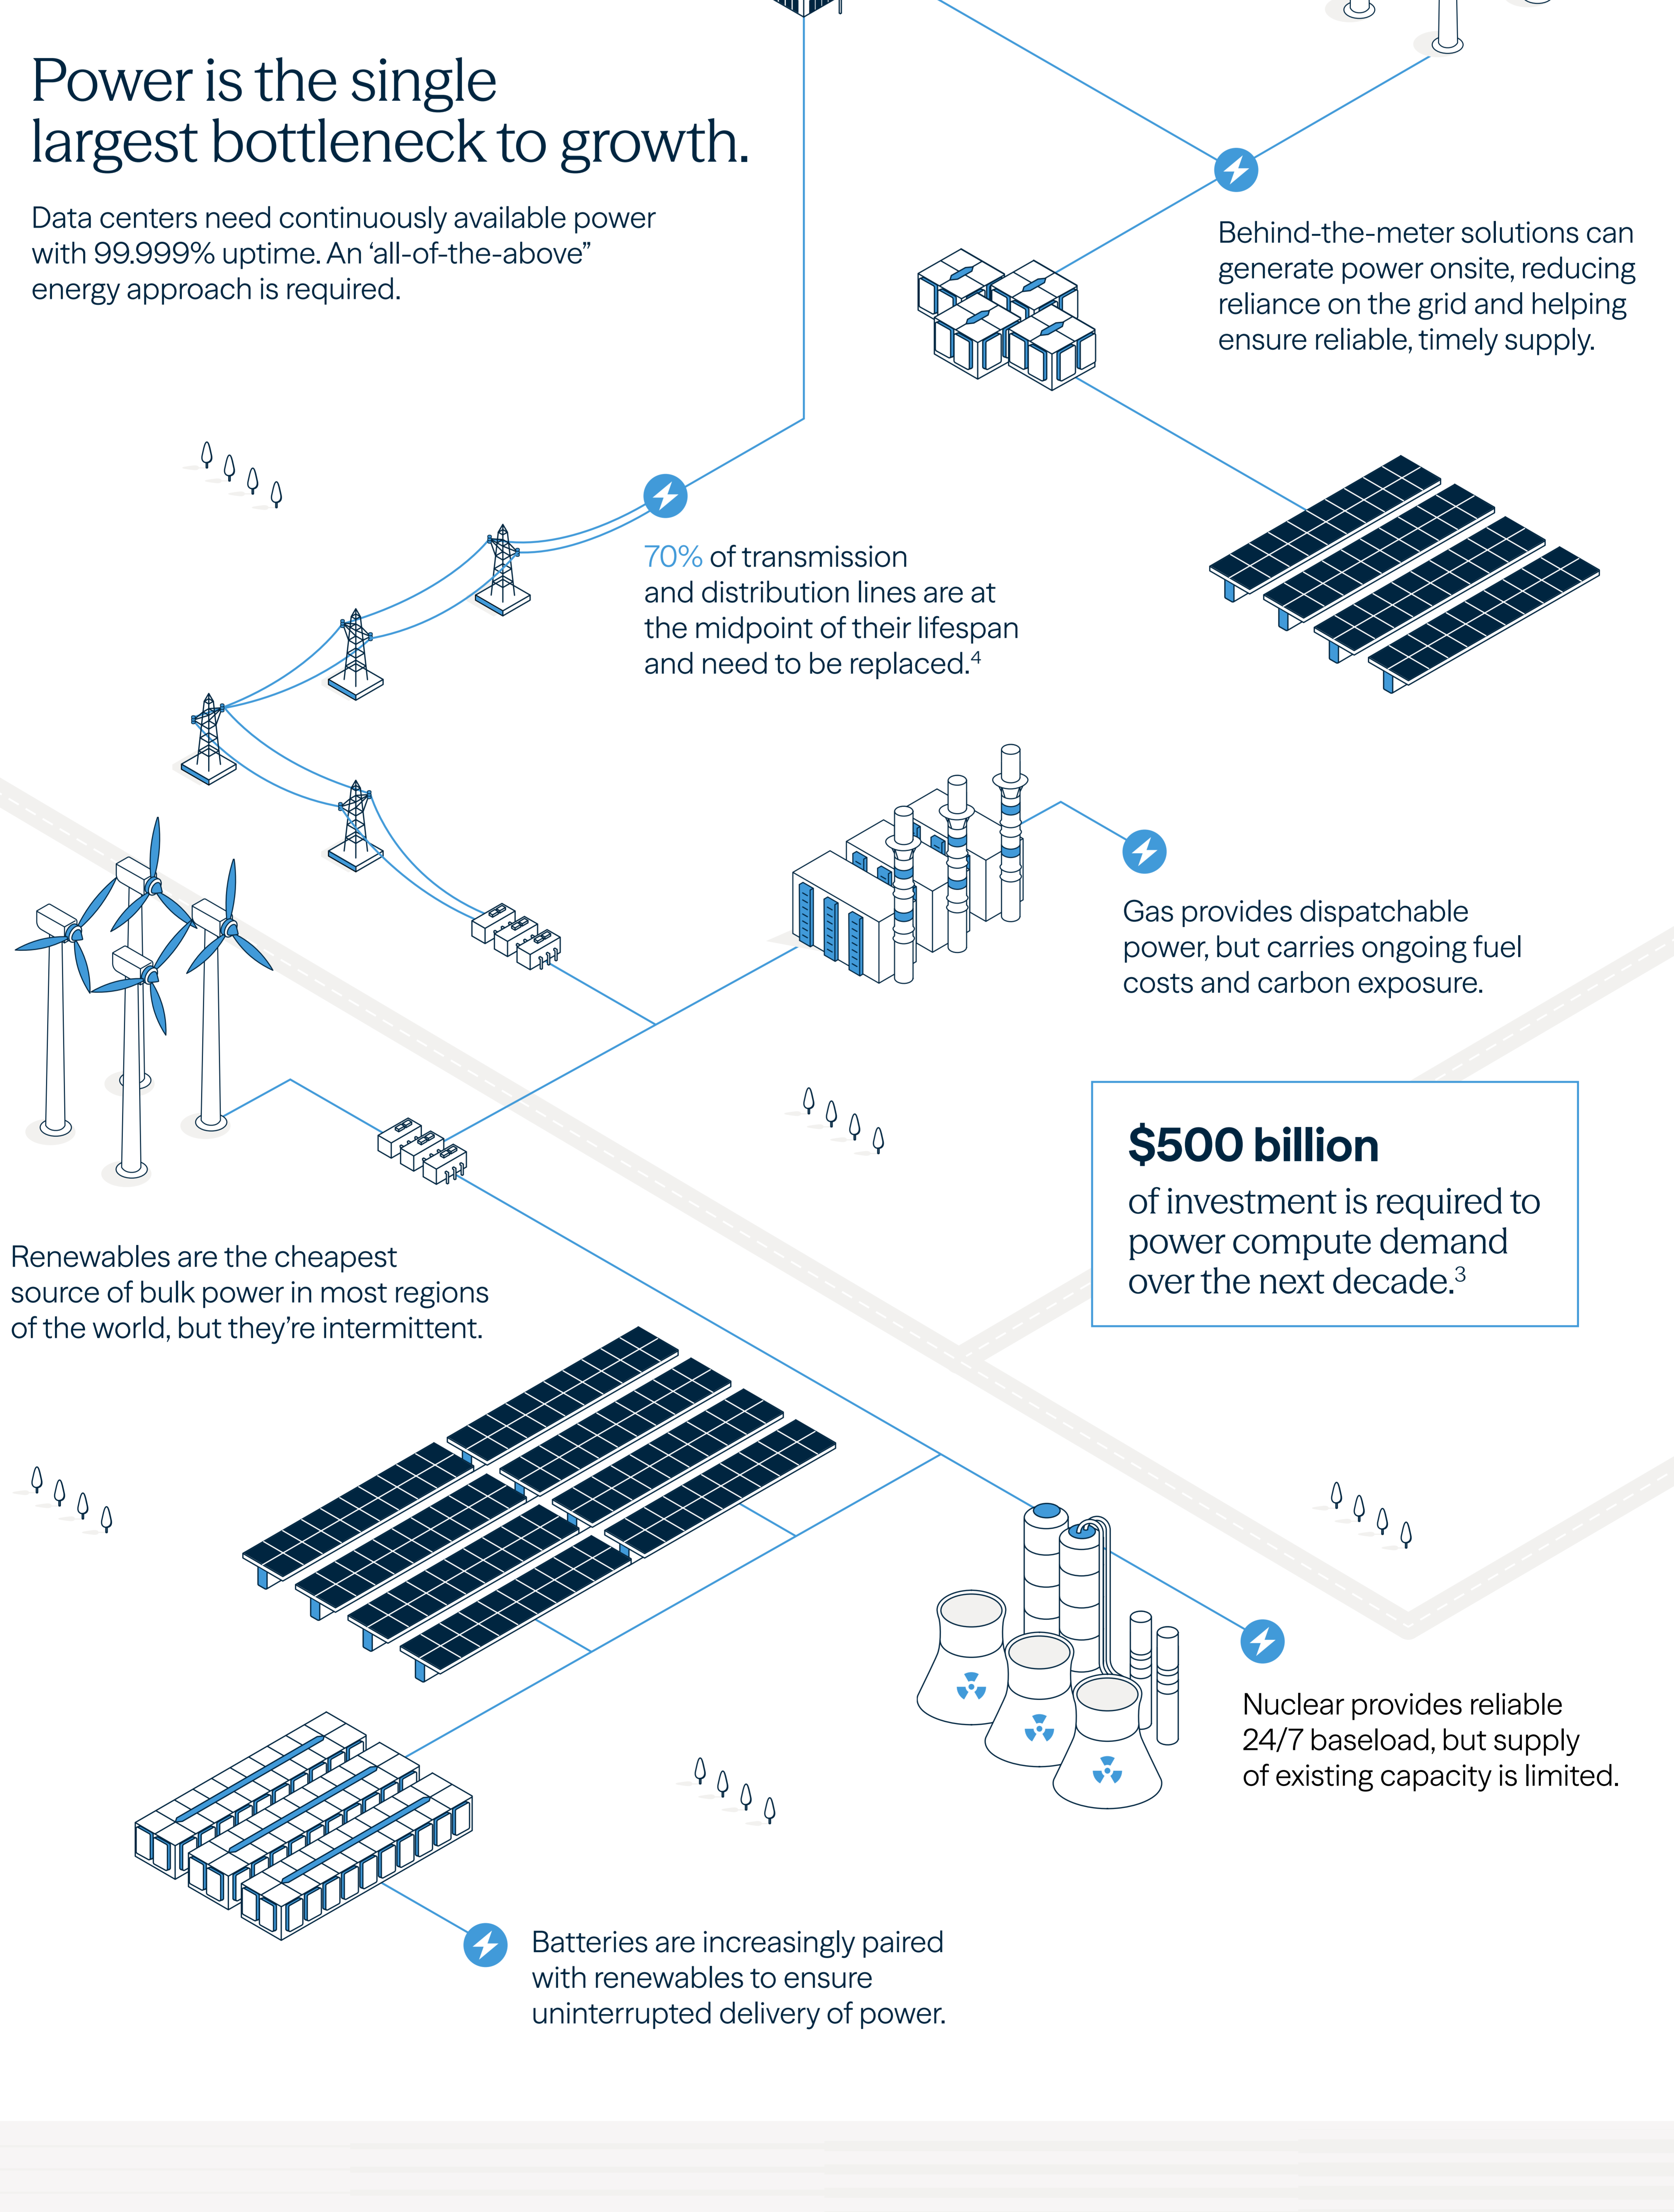 Power is the single
largest bottleneck to growth.
Data centers need continuously available power
with 99.999% uptime. An ‘all-of-the-above”
energy approach is required.
Behind-the-meter solutions can
generate power onsite, reducing
reliance on the grid and helping
ensure reliable, timely supply.
70% of transmission
and distribution lines are at
the midpoint of their lifespan
and need to be replaced.⁴
Gas provides dispatchable
power, but carries ongoing fuel
costs and carbon exposure.
$500 billion
of investment is required to
power compute demand
over the next decade.³
Renewables are the cheapest
source of bulk power in most regions
of the world, but they’re intermittent.
Nuclear provides reliable
24/7 baseload, but supply
of existing capacity is limited.
Batteries are increasingly paired
with renewables to ensure
uninterrupted delivery of power.